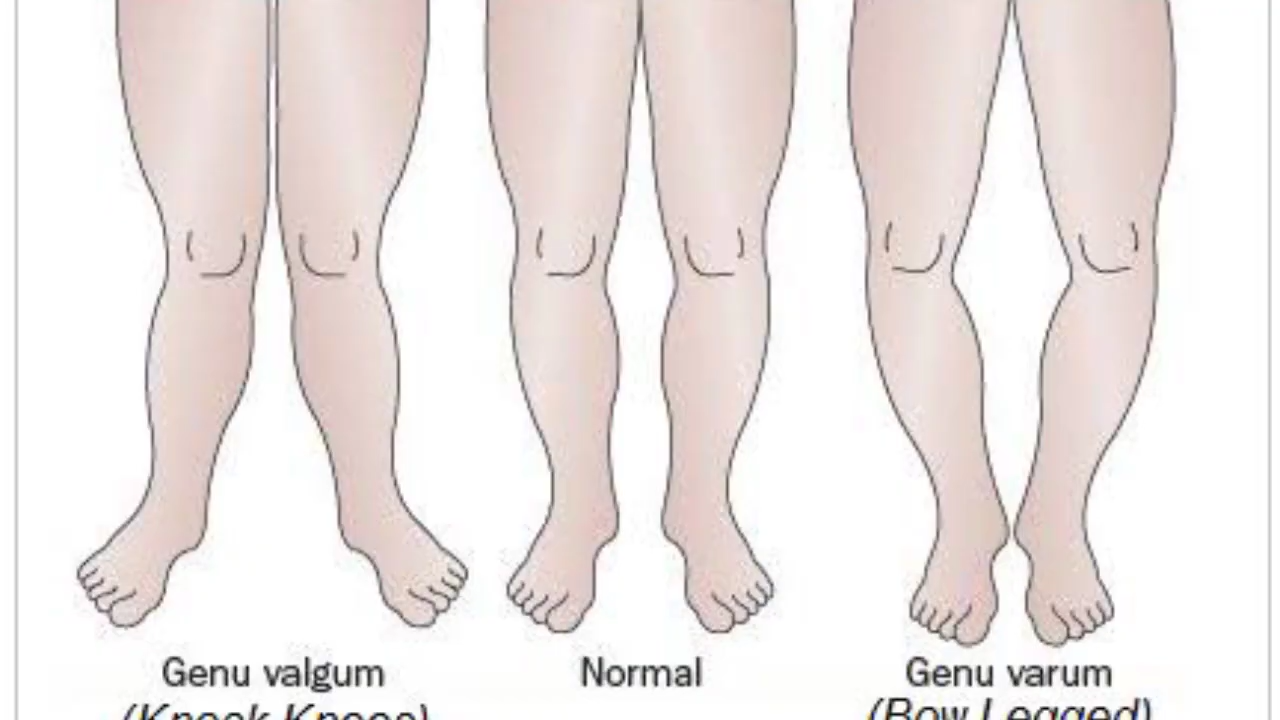 Genu valgum
(Knock Knees)
Normal
Genu varum
(Bow Legged)